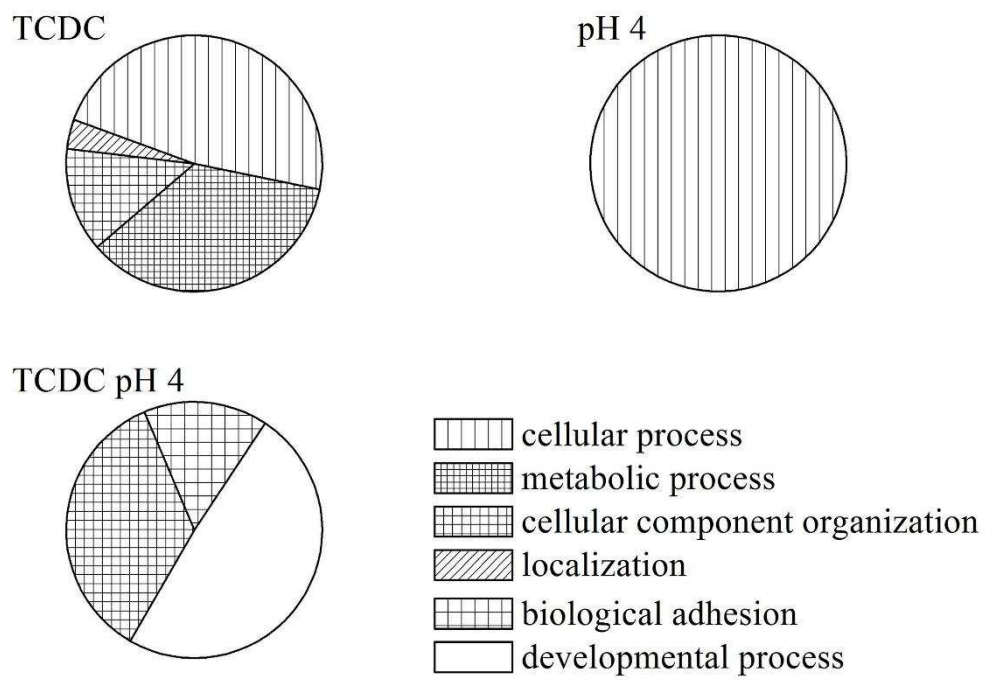 TCDC
pH 4
TCDC pH 4
cellular process
metabolic process
cellular component organization
localization
biological adhesion
developmental process